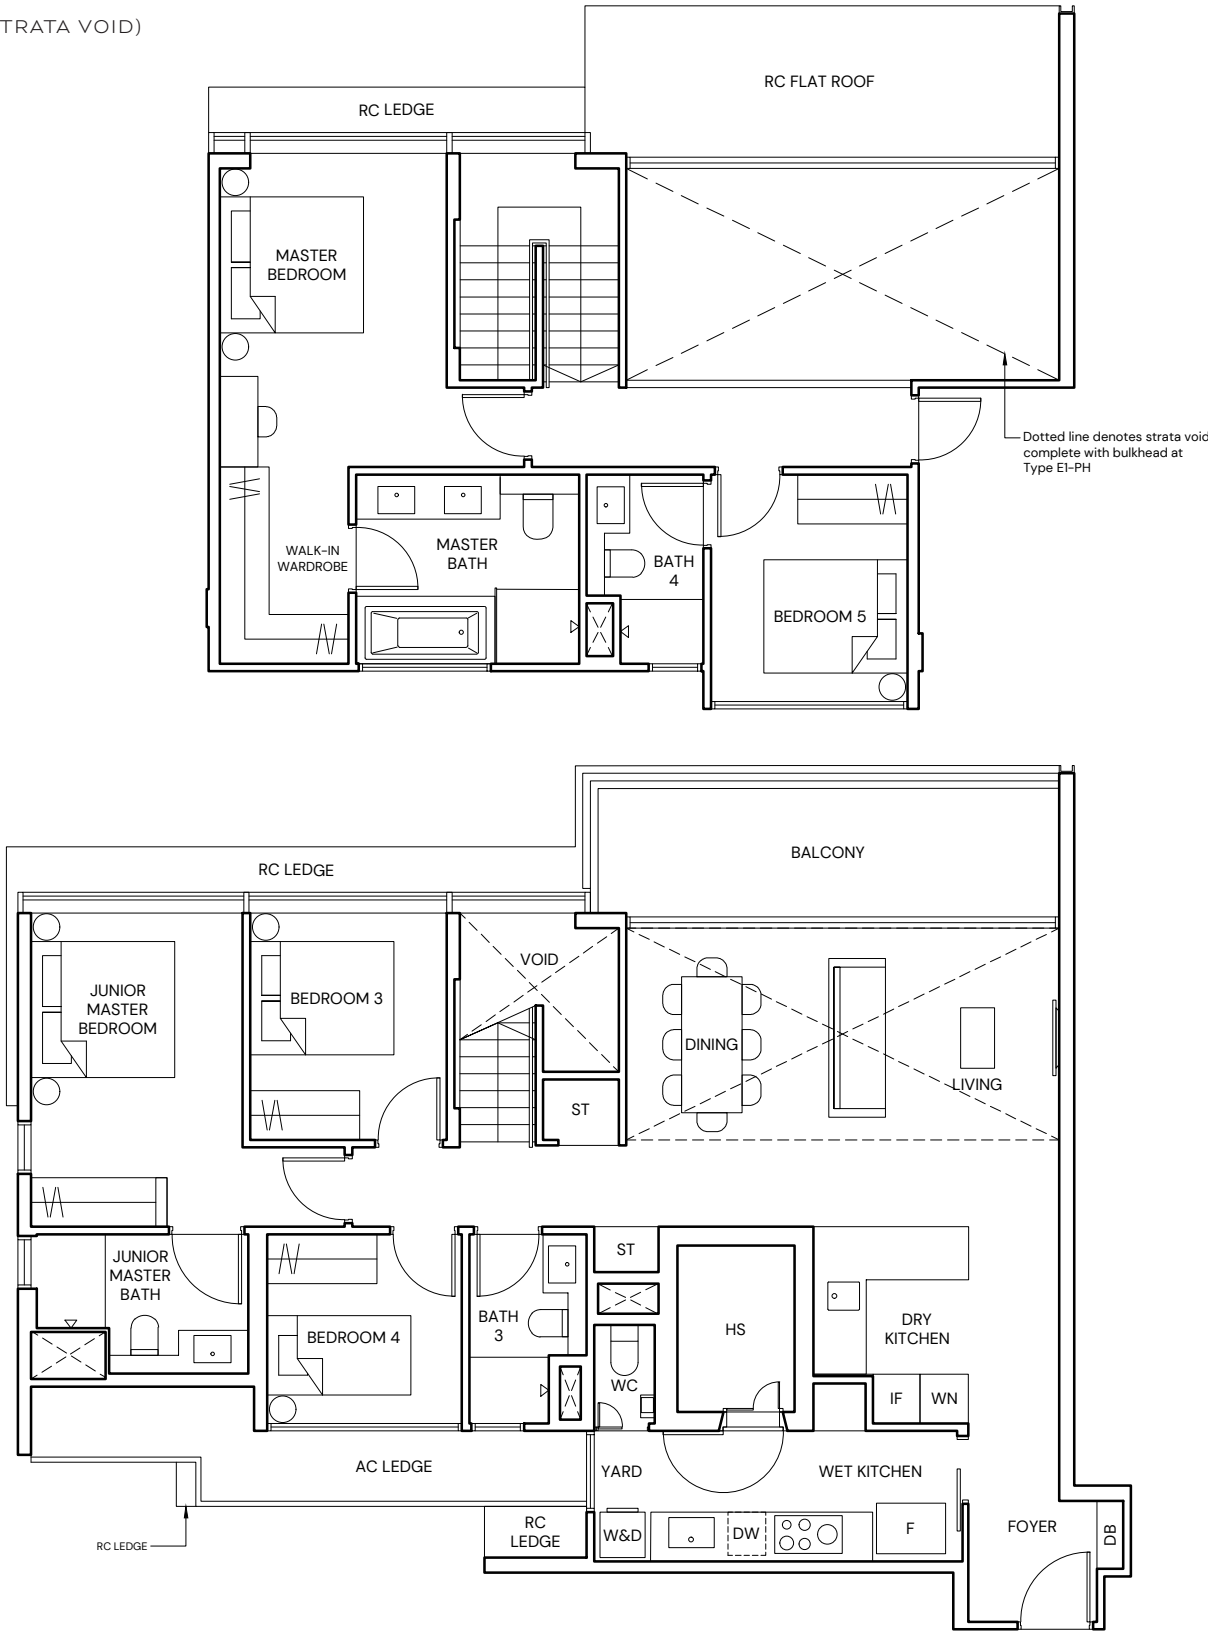 TRATA VOID)
RC FLAT ROOF
RC LEDGE
MASTER
BEDROOM
Dotted line denotes strata void
complete with bulkhead at
Type E1-PH
WALK-IN
WARDROBE
MASTER
BATH
BATH
4
BEDROOM 5
BALCONY
RC LEDGE
VOID
JUNIOR
MASTER
BEDROOM
BEDROOM 3
DINING
LIVING
ST
JUNIOR
MASTER
BATH
ST
BEDROOM 4
BATH
3
HS
DRY
KITCHEN
WC
IF
WN
AC LEDGE
YARD
WET KITCHEN
RC LEDGE
RC
LEDGE
W&D
DW
F
FOYER
DB